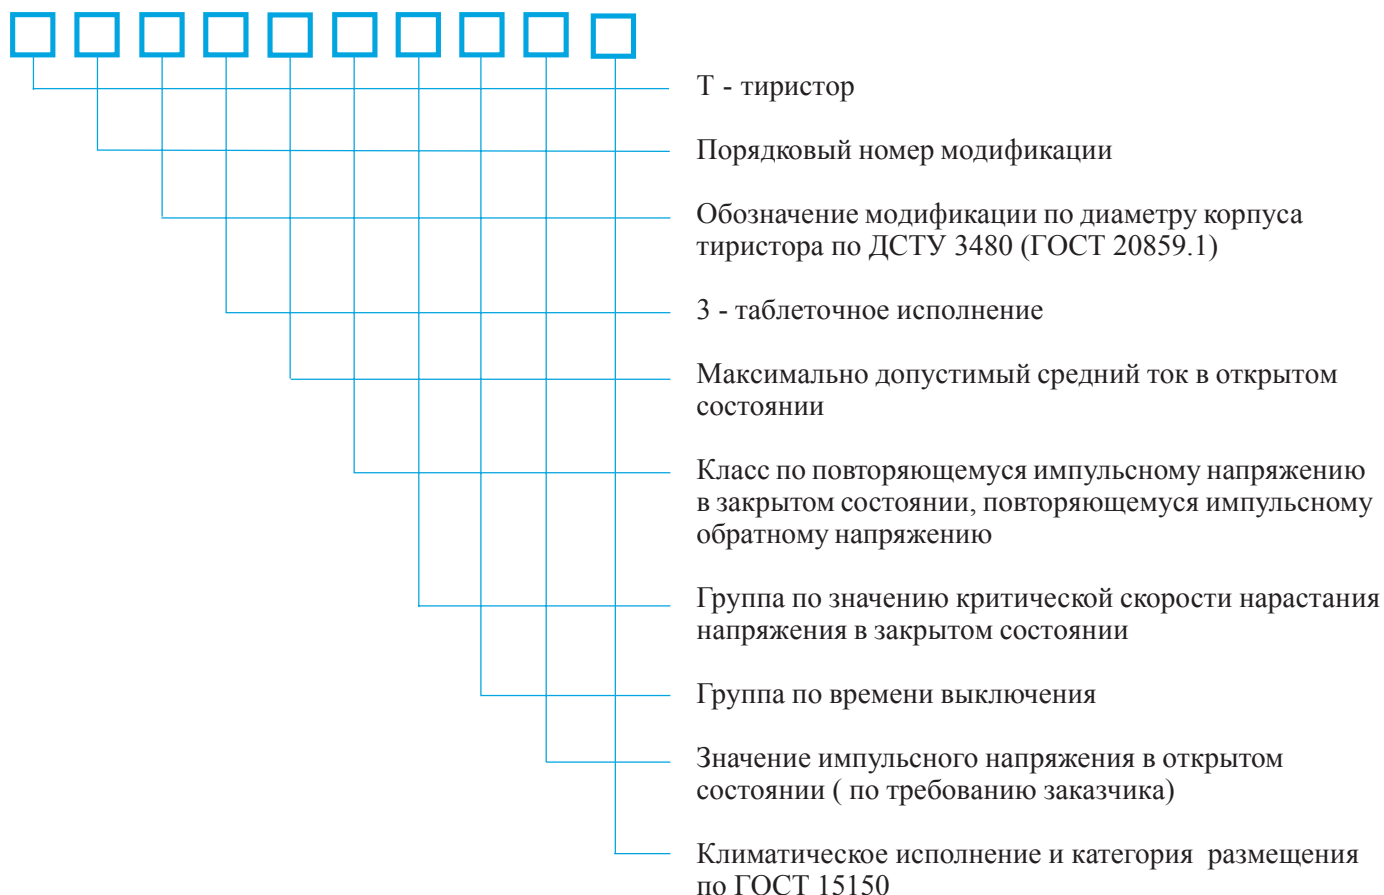 Т - тиристор
Порядковый номер модификации
Обозначение модификации по диаметру корпуса
тиристора по ДСТУ 3480 (ГОСТ 20859.1)
3 - таблеточное исполнение
Максимально допустимый средний ток в открытом
состоянии
Класс по повторяющемуся импульсному напряжению
в закрытом состоянии, повторяющемуся импульсному
обратному напряжению
Группа по значению критической скорости нарастания
напряжения в закрытом состоянии
Группа по времени выключения
Значение импульсного напряжения в открытом
состоянии ( по требованию заказчика)
Климатическое исполнение и категория  размещения
по ГОСТ 15150